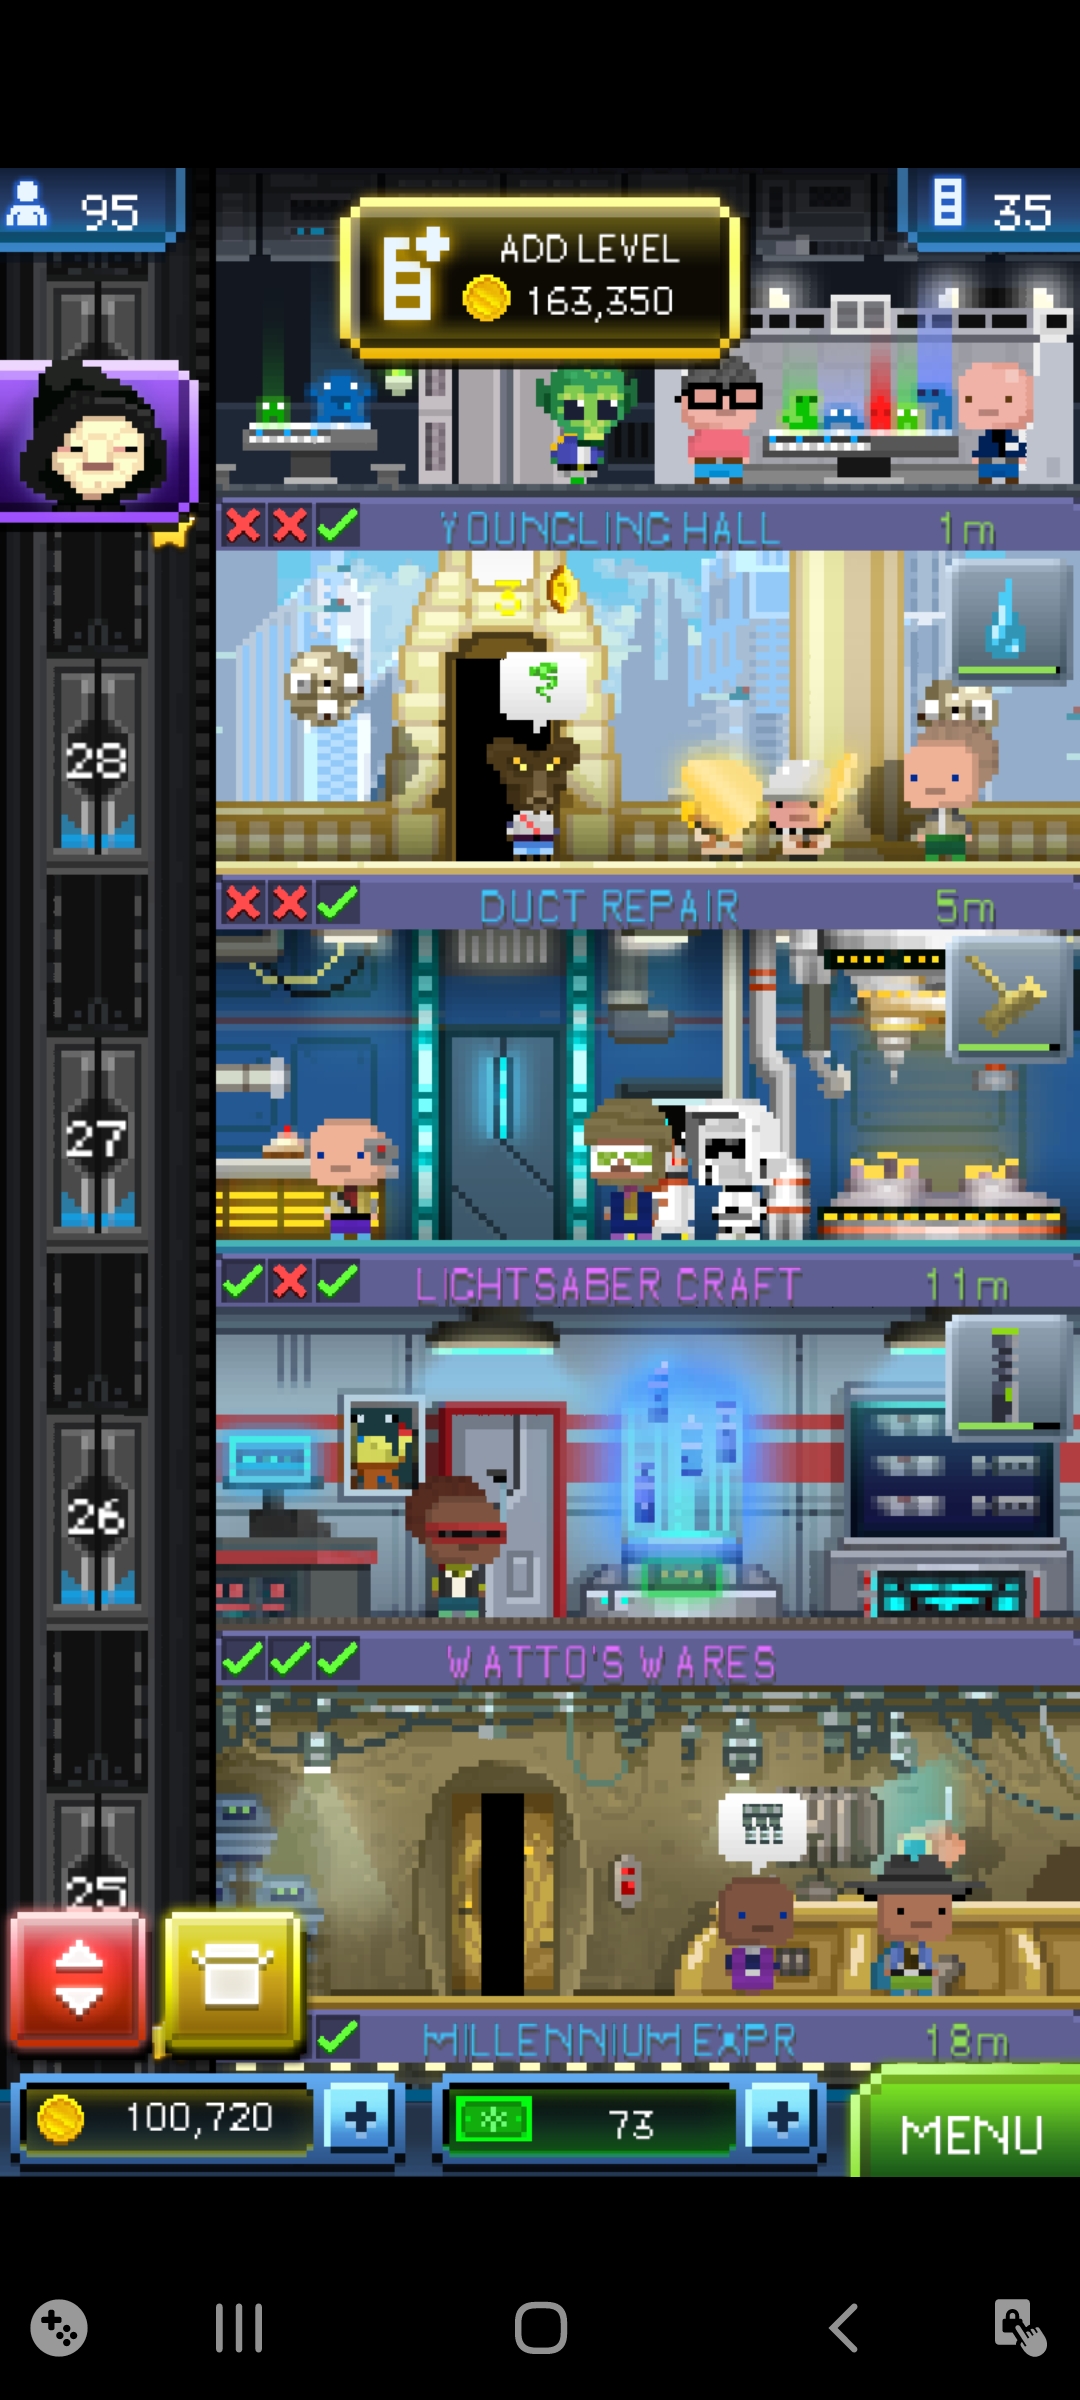 95
35
ADD LEVEL
163,350
YOUNGLING HALL 1m
28
DUCT REPAIR 5m
27
LIGHTSABER CRAFT 11m
26
WATTO'S WARES
25
MILLENNIUM EXPR 18m
100,720
73
MENU